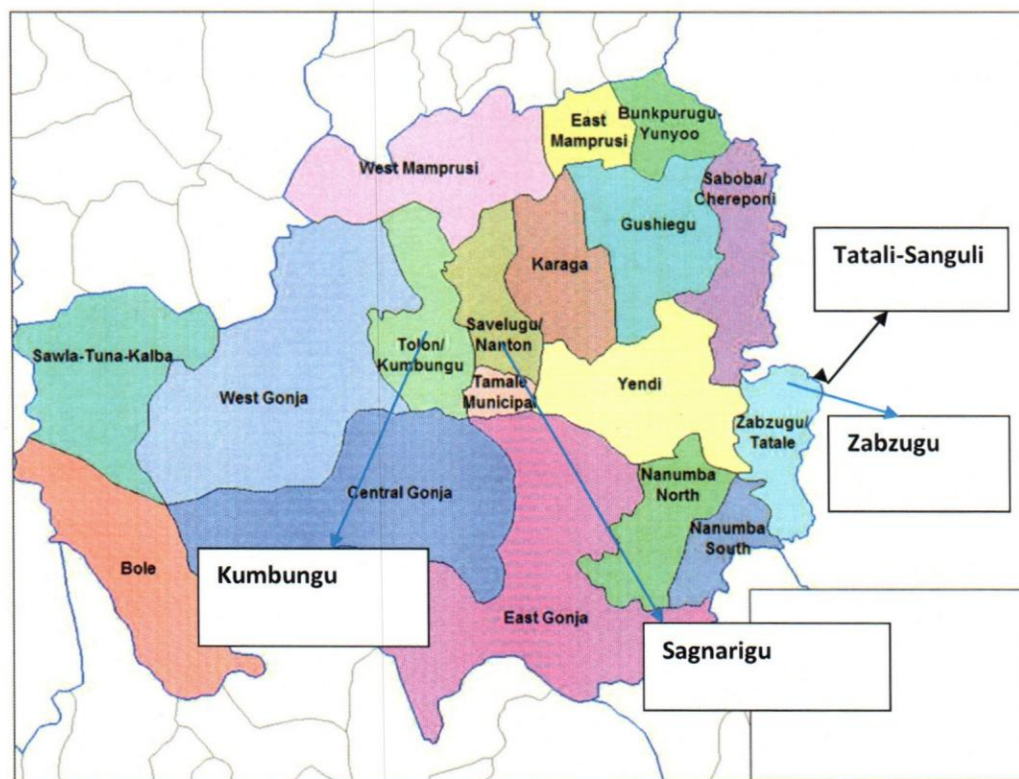 Bunkpurugu-
Yunyoo
East
Mamprusi
West Mamprusi
Saboba/
Chereponi
Gushiegu
Karaga
Tatali-Sanguli
Savelugu/
Nanton
Tolon/
Kumbungu
Sawla-Tuna-Kalba
Tamale
Municipal
Yendi
West Gonja
Zabzugu/
Tatale
Zabzugu
Nanumba
North
Central Gonja
Nanumba
South
Bole
Kumbungu
East Gonja
Sagnarigu